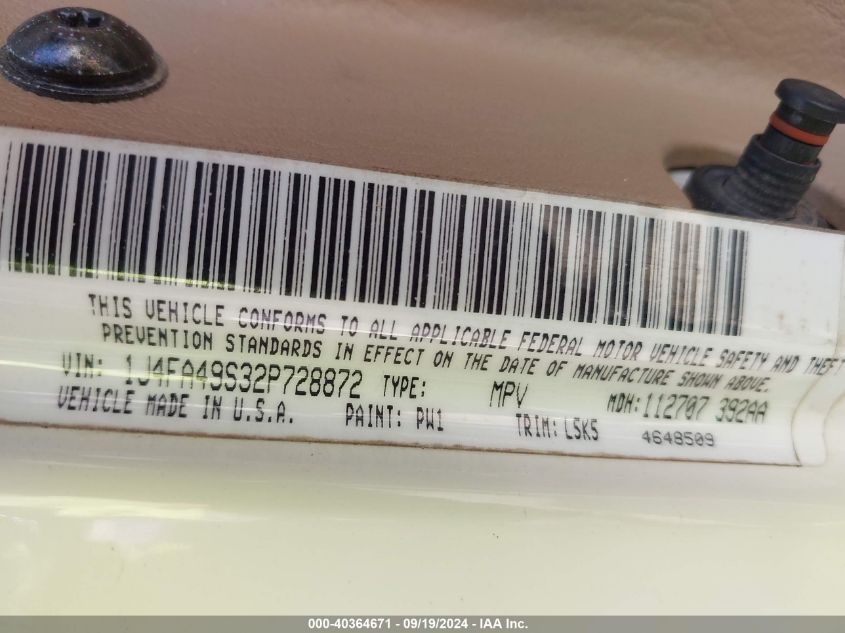 THIS VEHICLE CONFORMS TO ALL APPLICABLE FEDERAL MOTOR VEHICLE SAFETY AND THEFT
PREVENTION STANDARDS IN EFFECT ON THE DATE OF MANUFACTURE SHOWN ABOVE.
VIN: 1J4FA49S32P728872 TYPE: MPV MDH: 112707 392AA
VEHICLE MADE IN U.S.A. PAINT: PW1 TRIM: L5K5 4648509
000-40364671 - 09/19/2024 - IAA Inc.